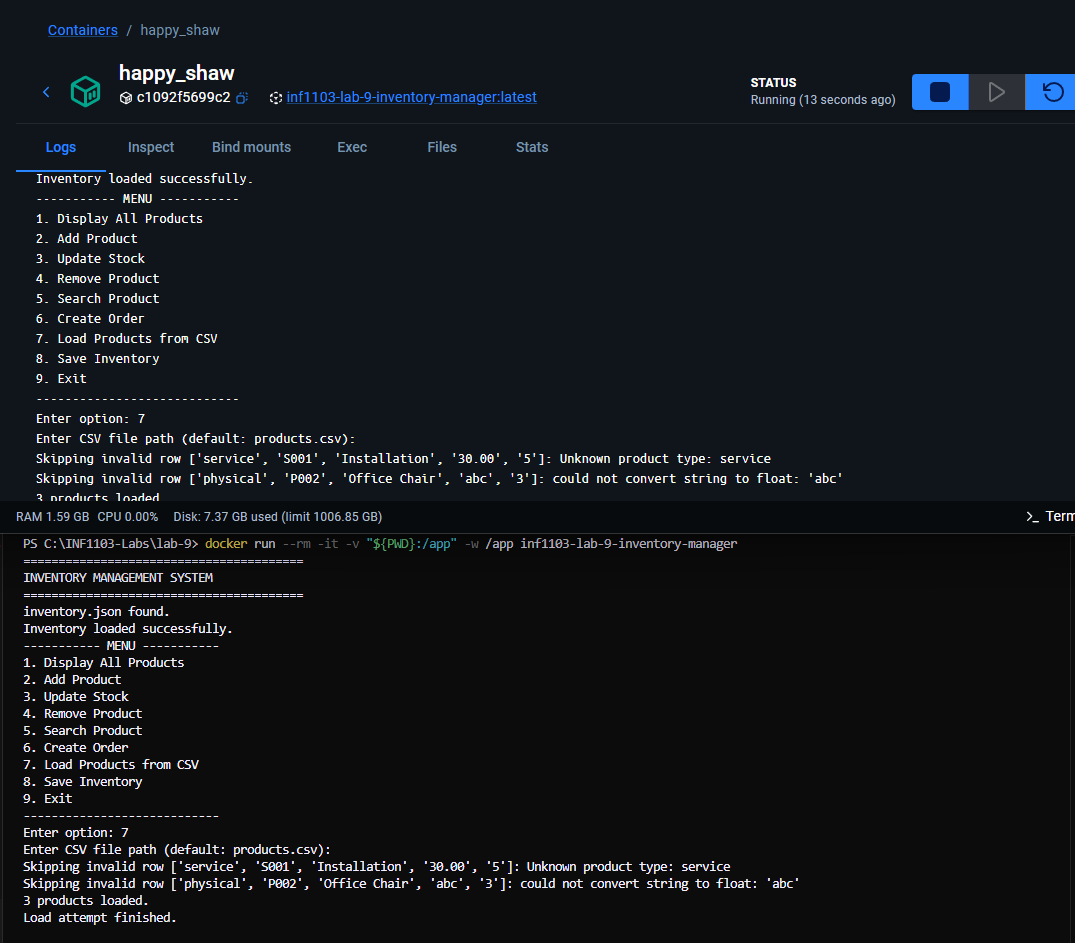 Containers / happy_shaw
happy_shaw
c1092f5699c2
inf1103-lab-9-inventory-manager:latest
STATUS
Running (13 seconds ago)
Logs Inspect Bind mounts Exec Files Stats
Inventory loaded successfully.
----------- MENU -----------
1. Display All Products
2. Add Product
3. Update Stock
4. Remove Product
5. Search Product
6. Create Order
7. Load Products from CSV
8. Save Inventory
9. Exit
----------------------------
Enter option: 7
Enter CSV file path (default: products.csv):
Skipping invalid row ['service', 'S001', 'Installation', '30.00', '5']: Unknown product type: service
Skipping invalid row ['physical', 'P002', 'Office Chair', 'abc', '3']: could not convert string to float: 'abc'
3 products loaded.
RAM 1.59 GB CPU 0.00% Disk: 7.37 GB used (limit 1006.85 GB)
>_ Term
PS C:\INF1103-Labs\lab-9> docker run --rm -it -v "${PWD}:/app" -w /app inf1103-lab-9-inventory-manager
========================================
INVENTORY MANAGEMENT SYSTEM
========================================
inventory.json found.
Inventory loaded successfully.
----------- MENU -----------
1. Display All Products
2. Add Product
3. Update Stock
4. Remove Product
5. Search Product
6. Create Order
7. Load Products from CSV
8. Save Inventory
9. Exit
----------------------------
Enter option: 7
Enter CSV file path (default: products.csv):
Skipping invalid row ['service', 'S001', 'Installation', '30.00', '5']: Unknown product type: service
Skipping invalid row ['physical', 'P002', 'Office Chair', 'abc', '3']: could not convert string to float: 'abc'
3 products loaded.
Load attempt finished.